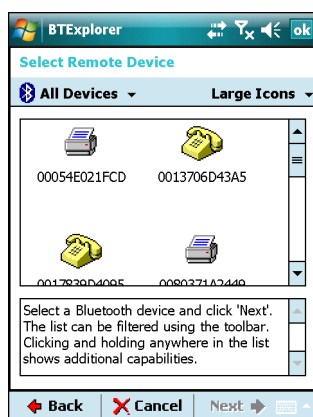 BTExplorer ok
Select Remote Device
All Devices Large Icons
00054E021FCD 0013706D43A5
0017839D4095 0080371A2449
Select a Bluetooth device and click 'Next'.
The list can be filtered using the toolbar.
Clicking and holding anywhere in the list
shows additional capabilities.
Back Cancel Next